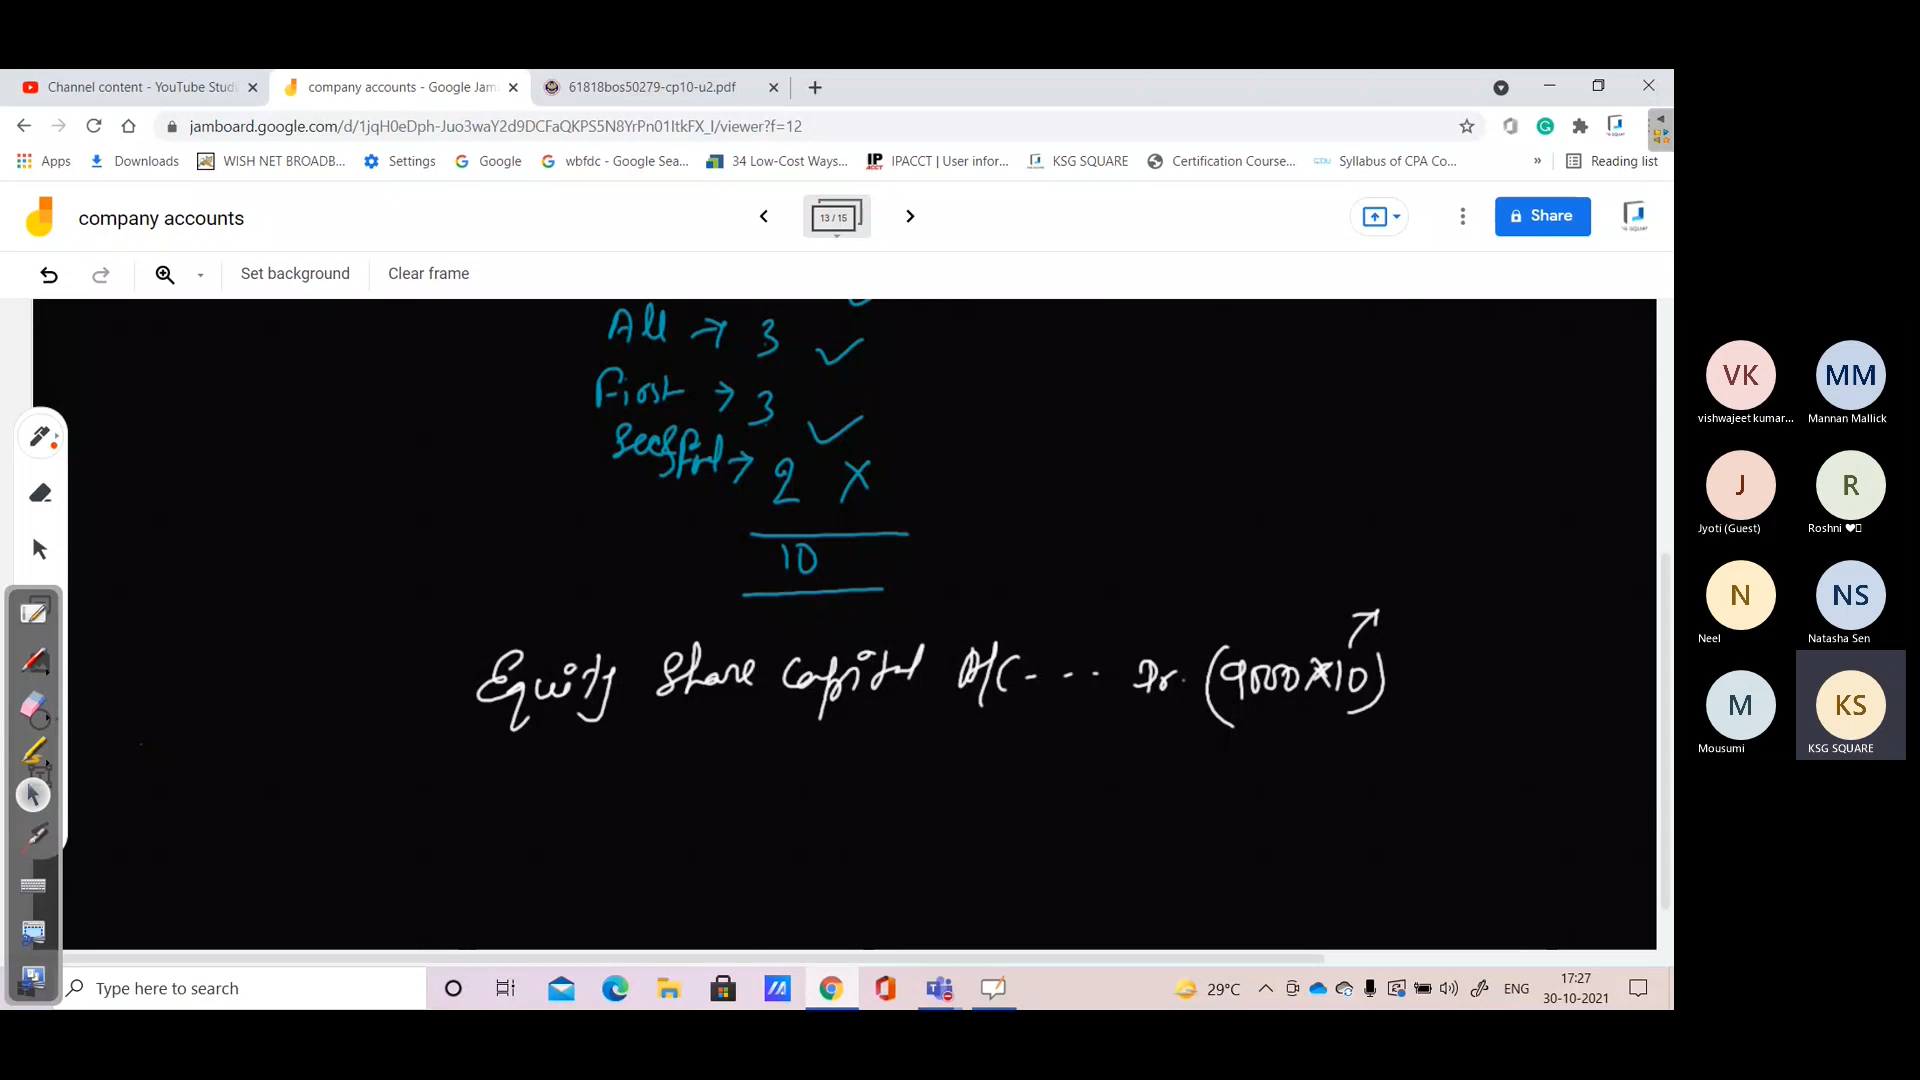 Channel content - YouTube Studi
company accounts - Google Jam
61818bos50279-cp10-u2.pdf
jamboard.google.com/d/1jqH0eDph-Juo3waY2d9DCFaQKPS5N8YrPn01ItkFX_I/viewer?f=12
Apps Downloads WISH NET BROADB... Settings Google wbfdc - Google Sea... 34 Low-Cost Ways... IPACCT | User infor... KSG SQUARE Certification Course... Syllabus of CPA Co... » Reading list
company accounts
13 / 15
Share
Set background Clear frame
All → 3 ✓
First → 3 ✓
Sec & fnl → 2 X
10
Equity Share Capital A/C - - - Dr. (9000×10)
VK MM
vishwajeet kumar... Mannan Mallick
J R
Jyoti (Guest) Roshni ❤
N NS
Neel Natasha Sen
M KS
Mousumi KSG SQUARE
Type here to search
29°C
ENG
17:27
30-10-2021